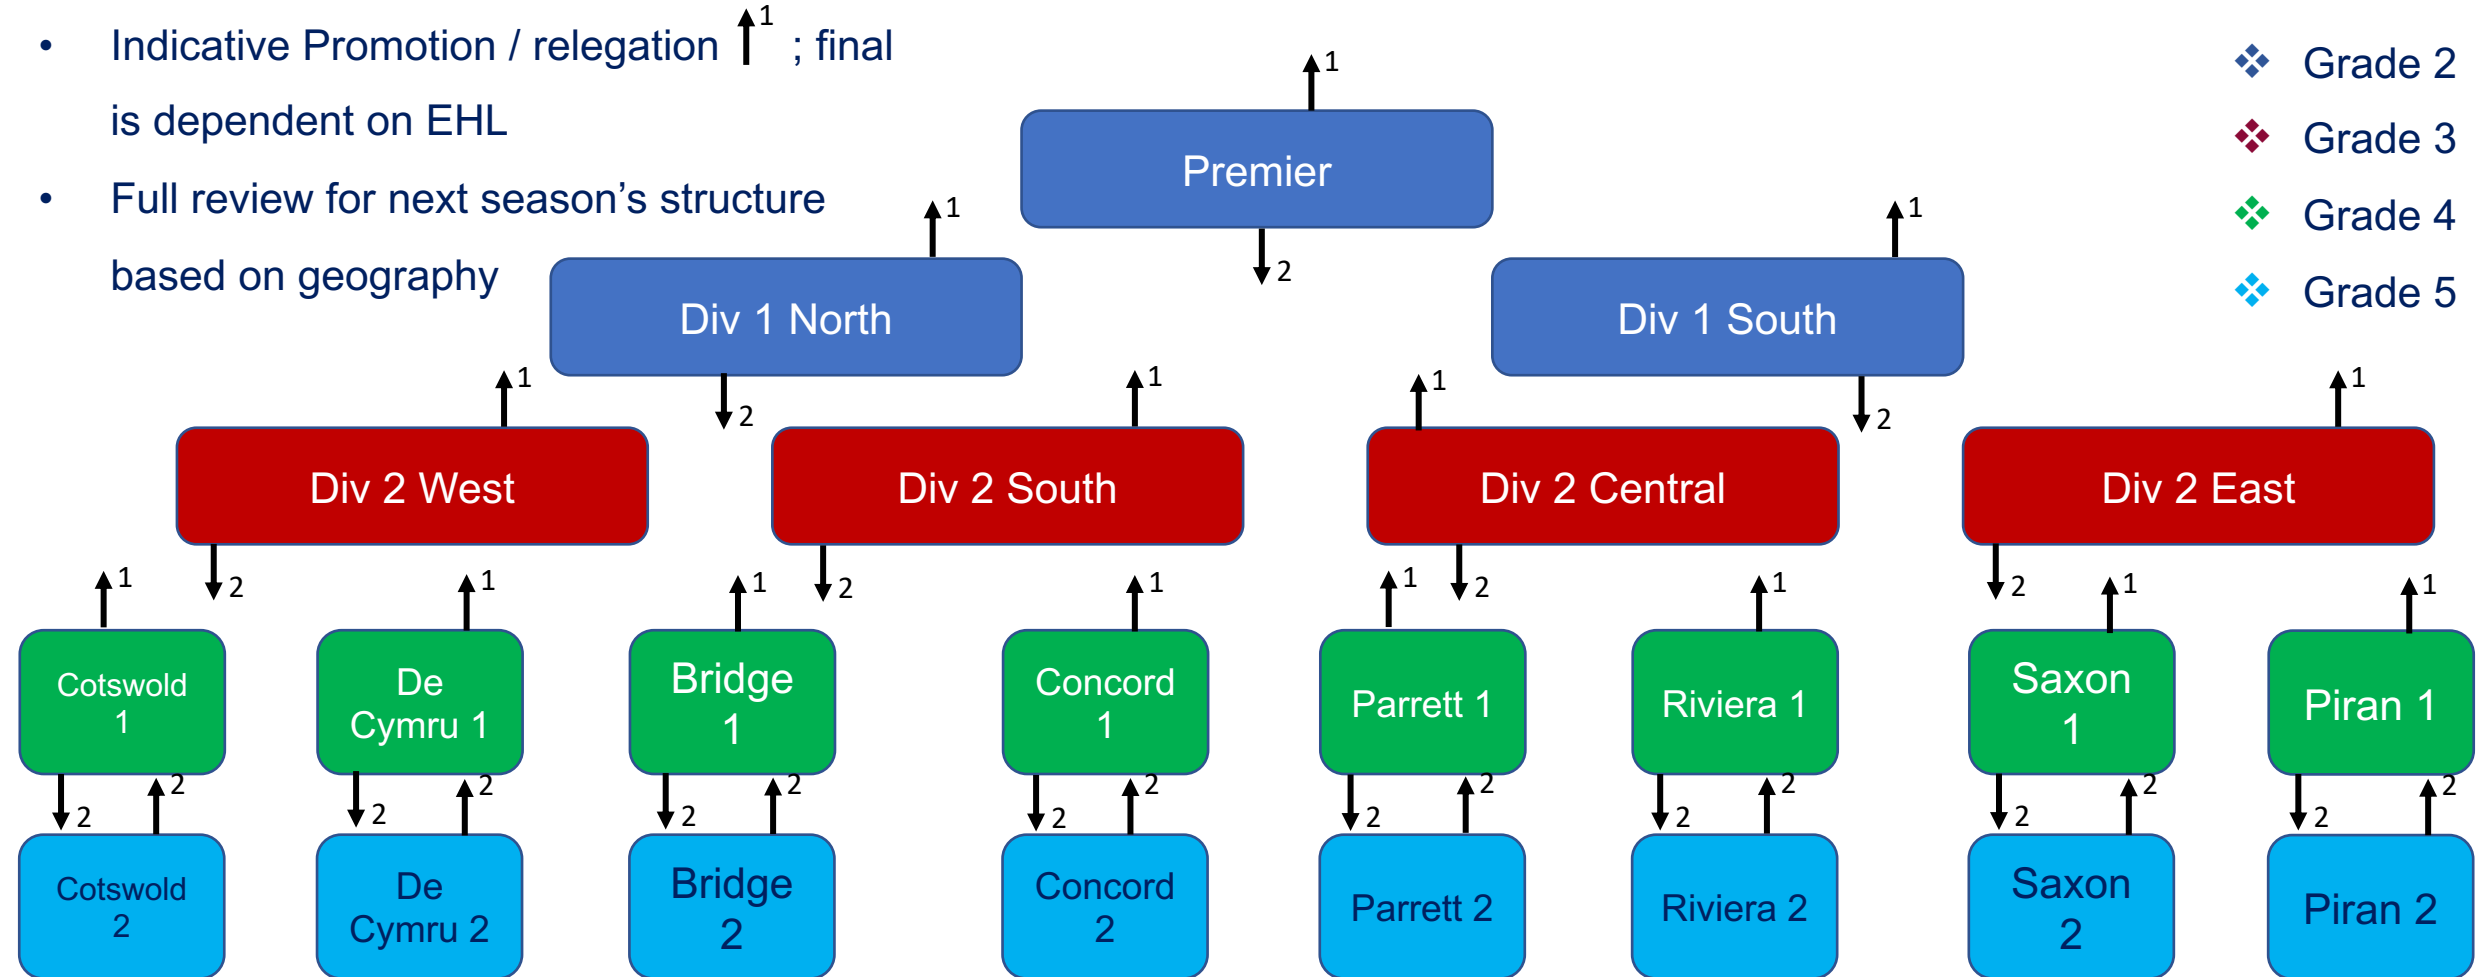 • Indicative Promotion / relegation 1 ; final
is dependent on EHL
• Full review for next season’s structure
based on geography
Grade 2
Grade 3
Grade 4
Grade 5
1
Premier
2
1
Div 1 North
2
1
Div 1 South
2
1
Div 2 West
2
1
Div 2 South
2
1
Div 2 Central
2
1
Div 2 East
2
1
Cotswold
1
2
2
1
De
Cymru 1
2
2
1
Bridge
1
2
2
1
Concord
1
2
2
1
Parrett 1
2
2
1
Riviera 1
2
2
1
Saxon
1
2
2
1
Piran 1
2
2
Cotswold
2
De
Cymru 2
Bridge
2
Concord
2
Parrett 2
Riviera 2
Saxon
2
Piran 2